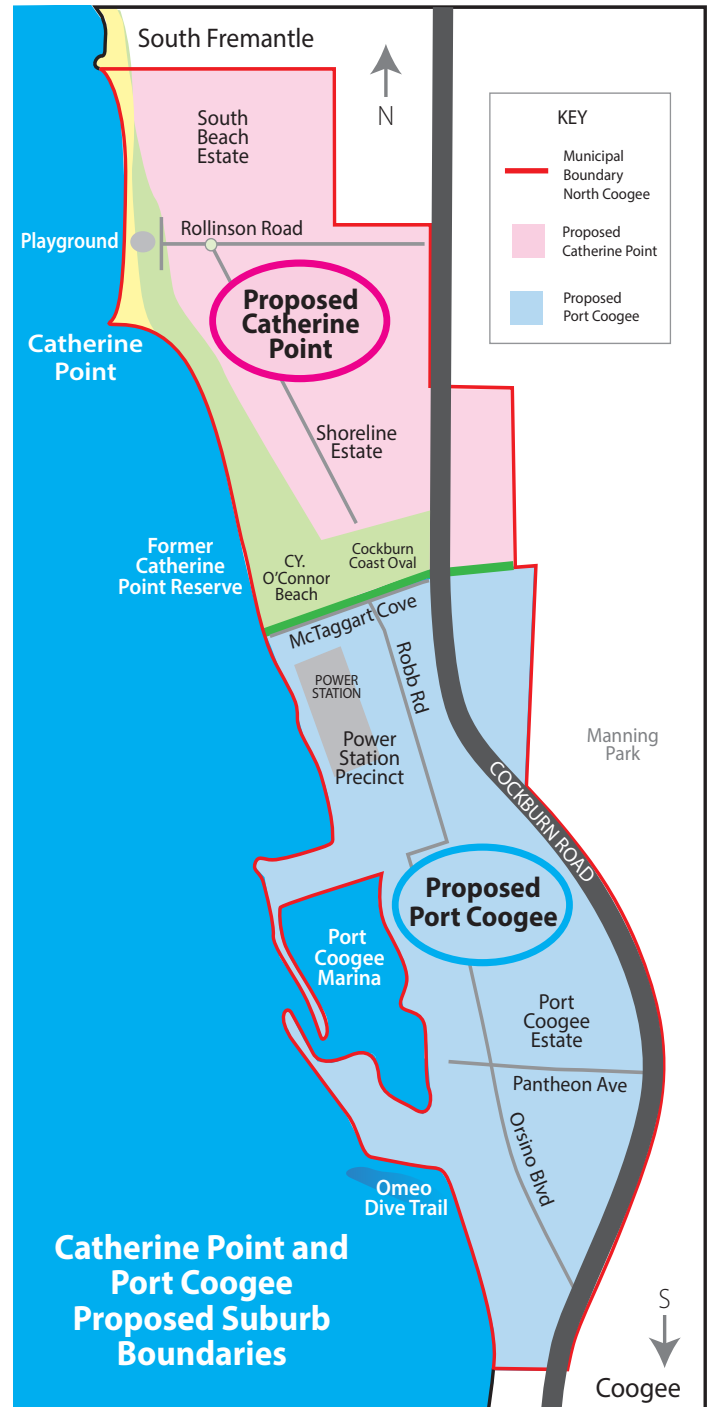 South Fremantle
N
South
Beach
Estate
KEY
Municipal
Boundary
North Coogee
Proposed
Catherine Point
Proposed
Port Coogee
Playground
Rollinson Road
Proposed
Catherine
Point
Catherine
Point
Shoreline
Estate
Former
Catherine
Point Reserve
CY.
O'Connor
Beach
Cockburn
Coast Oval
McTaggart Cove
Robb Rd
POWER
STATION
Power
Station
Precinct
Manning
Park
COCKBURN ROAD
Proposed
Port Coogee
Port
Coogee
Marina
Port
Coogee
Estate
Pantheon Ave
Orsino Blvd
Omeo
Dive Trail
Catherine Point and
Port Coogee
Proposed Suburb
Boundaries
S
Coogee